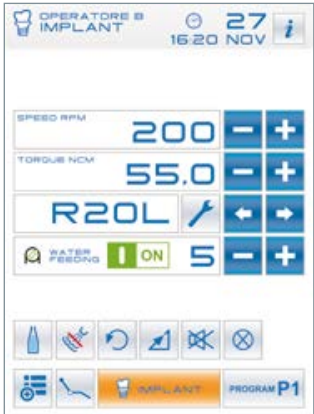 OPERATORE B
IMPLANT
27
16:20 NOV
i
SPEED RPM
200
TORQUE NCM
55,0
R20L
WATER
FEEDING
I ON
5
IMPLANT
PROGRAM P1